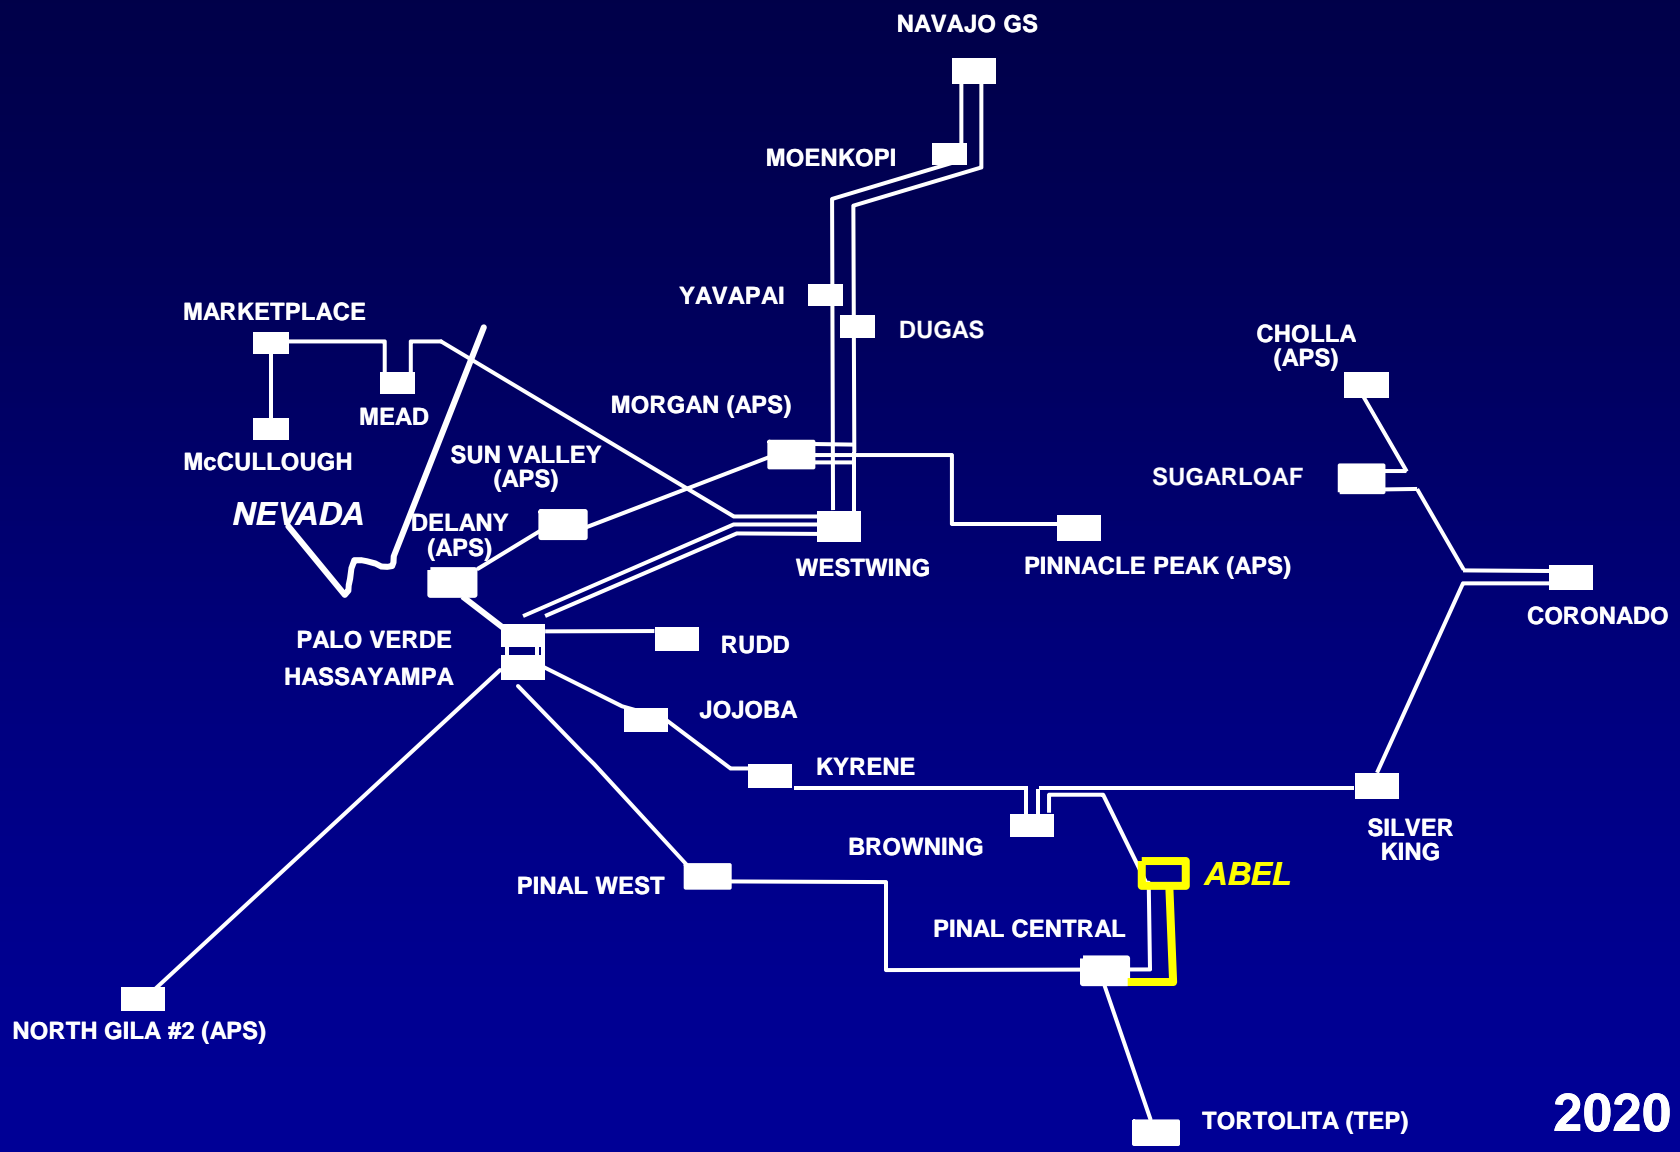 NAVAJO GS
MOENKOPI
YAVAPAI
DUGAS
MARKETPLACE
MEAD
McCULLOUGH
NEVADA
MORGAN (APS)
SUN VALLEY
(APS)
DELANY
(APS)
CHOLLA
(APS)
SUGARLOAF
WESTWING
PINNACLE PEAK (APS)
CORONADO
PALO VERDE
HASSAYAMPA
RUDD
JOJOBA
KYRENE
BROWNING
SILVER
KING
PINAL WEST
ABEL
PINAL CENTRAL
NORTH GILA #2 (APS)
TORTOLITA (TEP)
2020